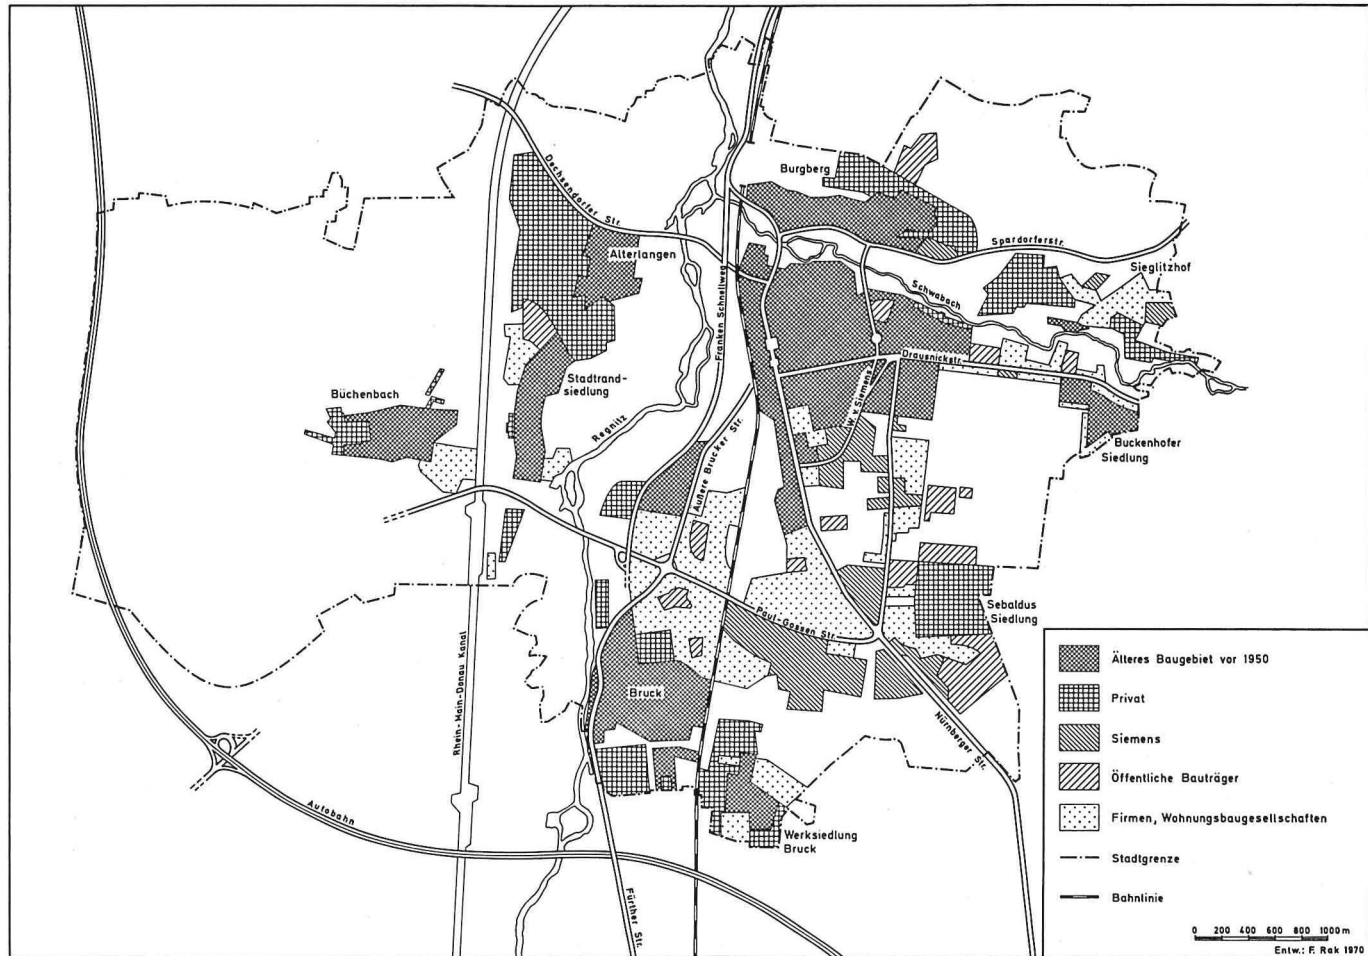 Burgberg
Dechsendorfer Str.
Spardorferstr.
Alterlangen
Sieglitzhof
Franken Schnellweg
Schwabach
Drausnickstr.
Stadtrand-
siedlung
Büchenbach
W. v. Siemens
Regnitz
Buckenhofer
Siedlung
Äußere Brucker Str.
Sebaldus
Siedlung
Paul-Gossen Str.
Rhein-Main-Donau Kanal
Bruck
Nürnberger Str.
Autobahn
Werksiedlung
Bruck
Fürther Str.
Älteres Baugebiet vor 1950
Privat
Siemens
Öffentliche Bauträger
Firmen, Wohnungsbaugesellschaften
Stadtgrenze
Bahnlinie
0 200 400 600 800 1000 m
Entw.: F. Rak 1970